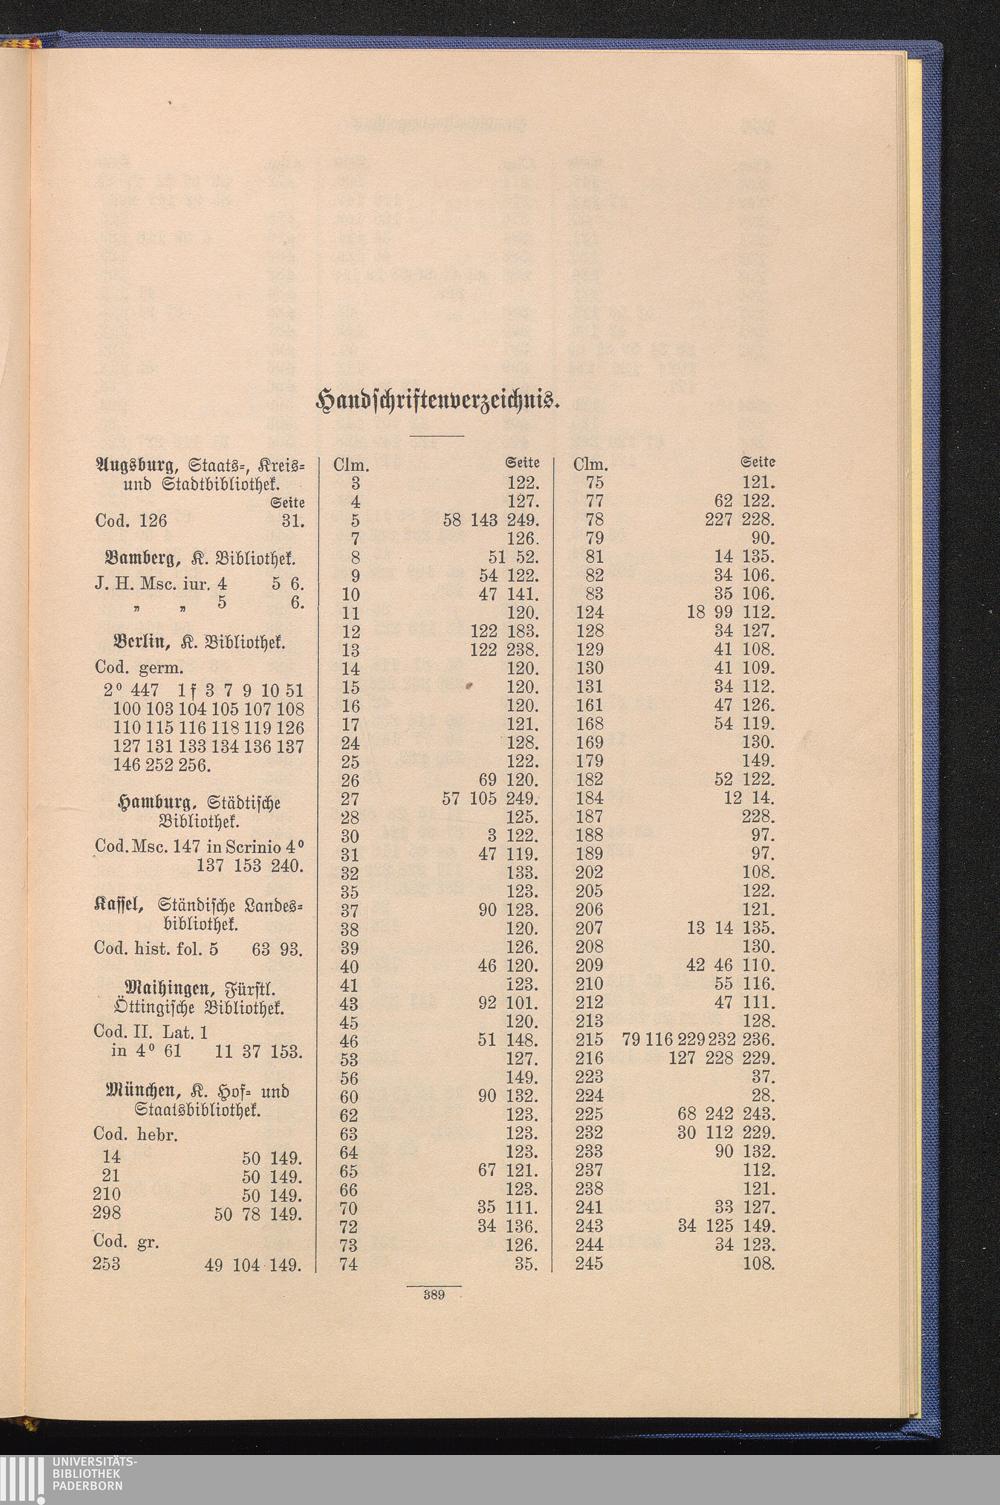 Handschriftenverzeichnis.
Augsburg, Staats-, Kreis-
und Stadtbibliothek.
Seite
Cod. 126 31.
Bamberg, K. Bibliothek.
J. H. Msc. iur. 4 5 6.
„ „ 5 6.
Berlin, K. Bibliothek.
Cod. germ.
2⁰ 447 1f 3 7 9 10 51
100 103 104 105 107 108
110 115 116 118 119 126
127 131 133 134 136 137
146 252 256.
Hamburg, Städtische
Bibliothek.
Cod. Msc. 147 in Scrinio 4⁰
137 153 240.
Kassel, Ständische Landes-
bibliothek.
Cod. hist. fol. 5 63 93.
Maihingen, Fürstl.
Öttingische Bibliothek.
Cod. II. Lat. 1
in 4⁰ 61 11 37 153.
München, K. Hof- und
Staatsbibliothek.
Cod. hebr.
14 50 149.
21 50 149.
210 50 149.
298 50 78 149.
Cod. gr.
253 49 104 149.
Clm. Seite
3 122.
4 127.
5 58 143 249.
7 126.
8 51 52.
9 54 122.
10 47 141.
11 120.
12 122 183.
13 122 238.
14 120.
15 120.
16 120.
17 121.
24 128.
25 122.
26 69 120.
27 57 105 249.
28 125.
30 3 122.
31 47 119.
32 133.
35 123.
37 90 123.
38 120.
39 126.
40 46 120.
41 123.
43 92 101.
45 120.
46 51 148.
53 127.
56 149.
60 90 132.
62 123.
63 123.
64 123.
65 67 121.
66 123.
70 35 111.
72 34 136.
73 126.
74 35.
Clm. Seite
75 121.
77 62 122.
78 227 228.
79 90.
81 14 135.
82 34 106.
83 35 106.
124 18 99 112.
128 34 127.
129 41 108.
130 41 109.
131 34 112.
161 47 126.
168 54 119.
169 130.
179 149.
182 52 122.
184 12 14.
187 228.
188 97.
189 97.
202 108.
205 122.
206 121.
207 13 14 135.
208 130.
209 42 46 110.
210 55 116.
212 47 111.
213 128.
215 79 116 229 232 236.
216 127 228 229.
223 37.
224 28.
225 68 242 243.
232 30 112 229.
233 90 132.
237 112.
238 121.
241 33 127.
243 34 125 149.
244 34 123.
245 108.
389
UNIVERSITÄTS-
BIBLIOTHEK
PADERBORN